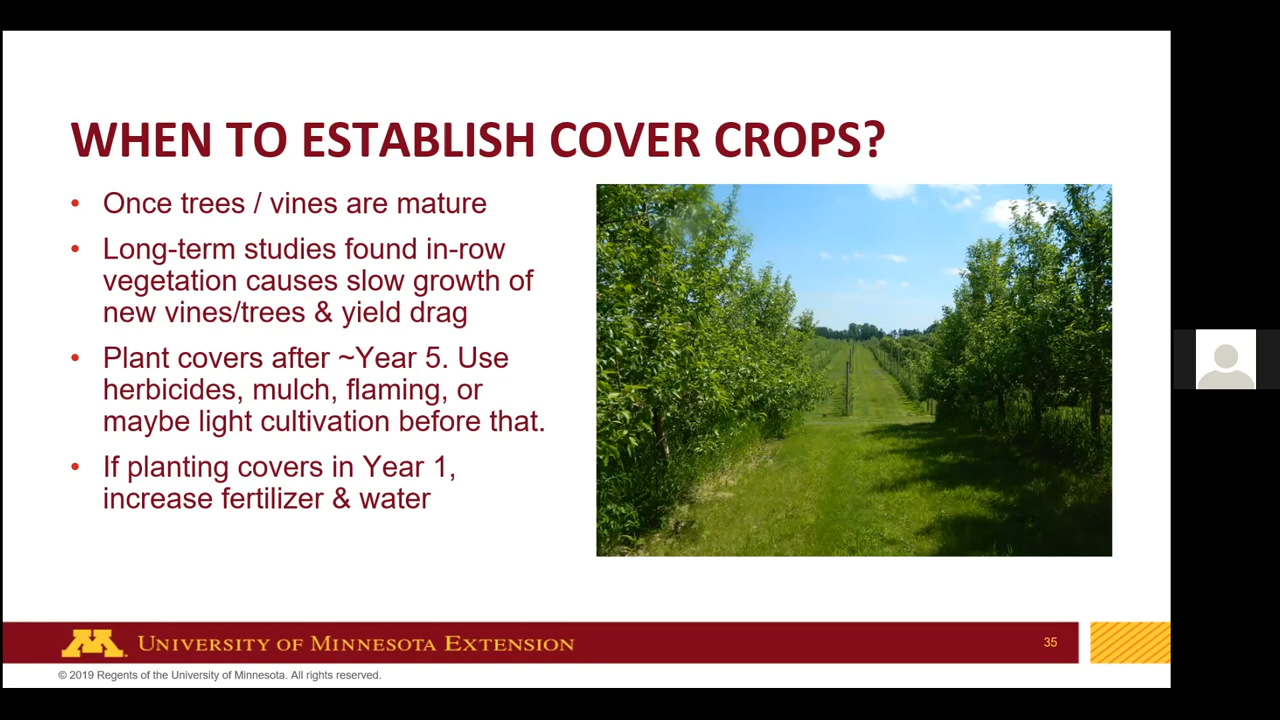 WHEN TO ESTABLISH COVER CROPS?
• Once trees / vines are mature
• Long-term studies found in-row
vegetation causes slow growth of
new vines/trees & yield drag
• Plant covers after ~Year 5. Use
herbicides, mulch, flaming, or
maybe light cultivation before that.
• If planting covers in Year 1,
increase fertilizer & water
M UNIVERSITY OF MINNESOTA EXTENSION
35
© 2019 Regents of the University of Minnesota. All rights reserved.